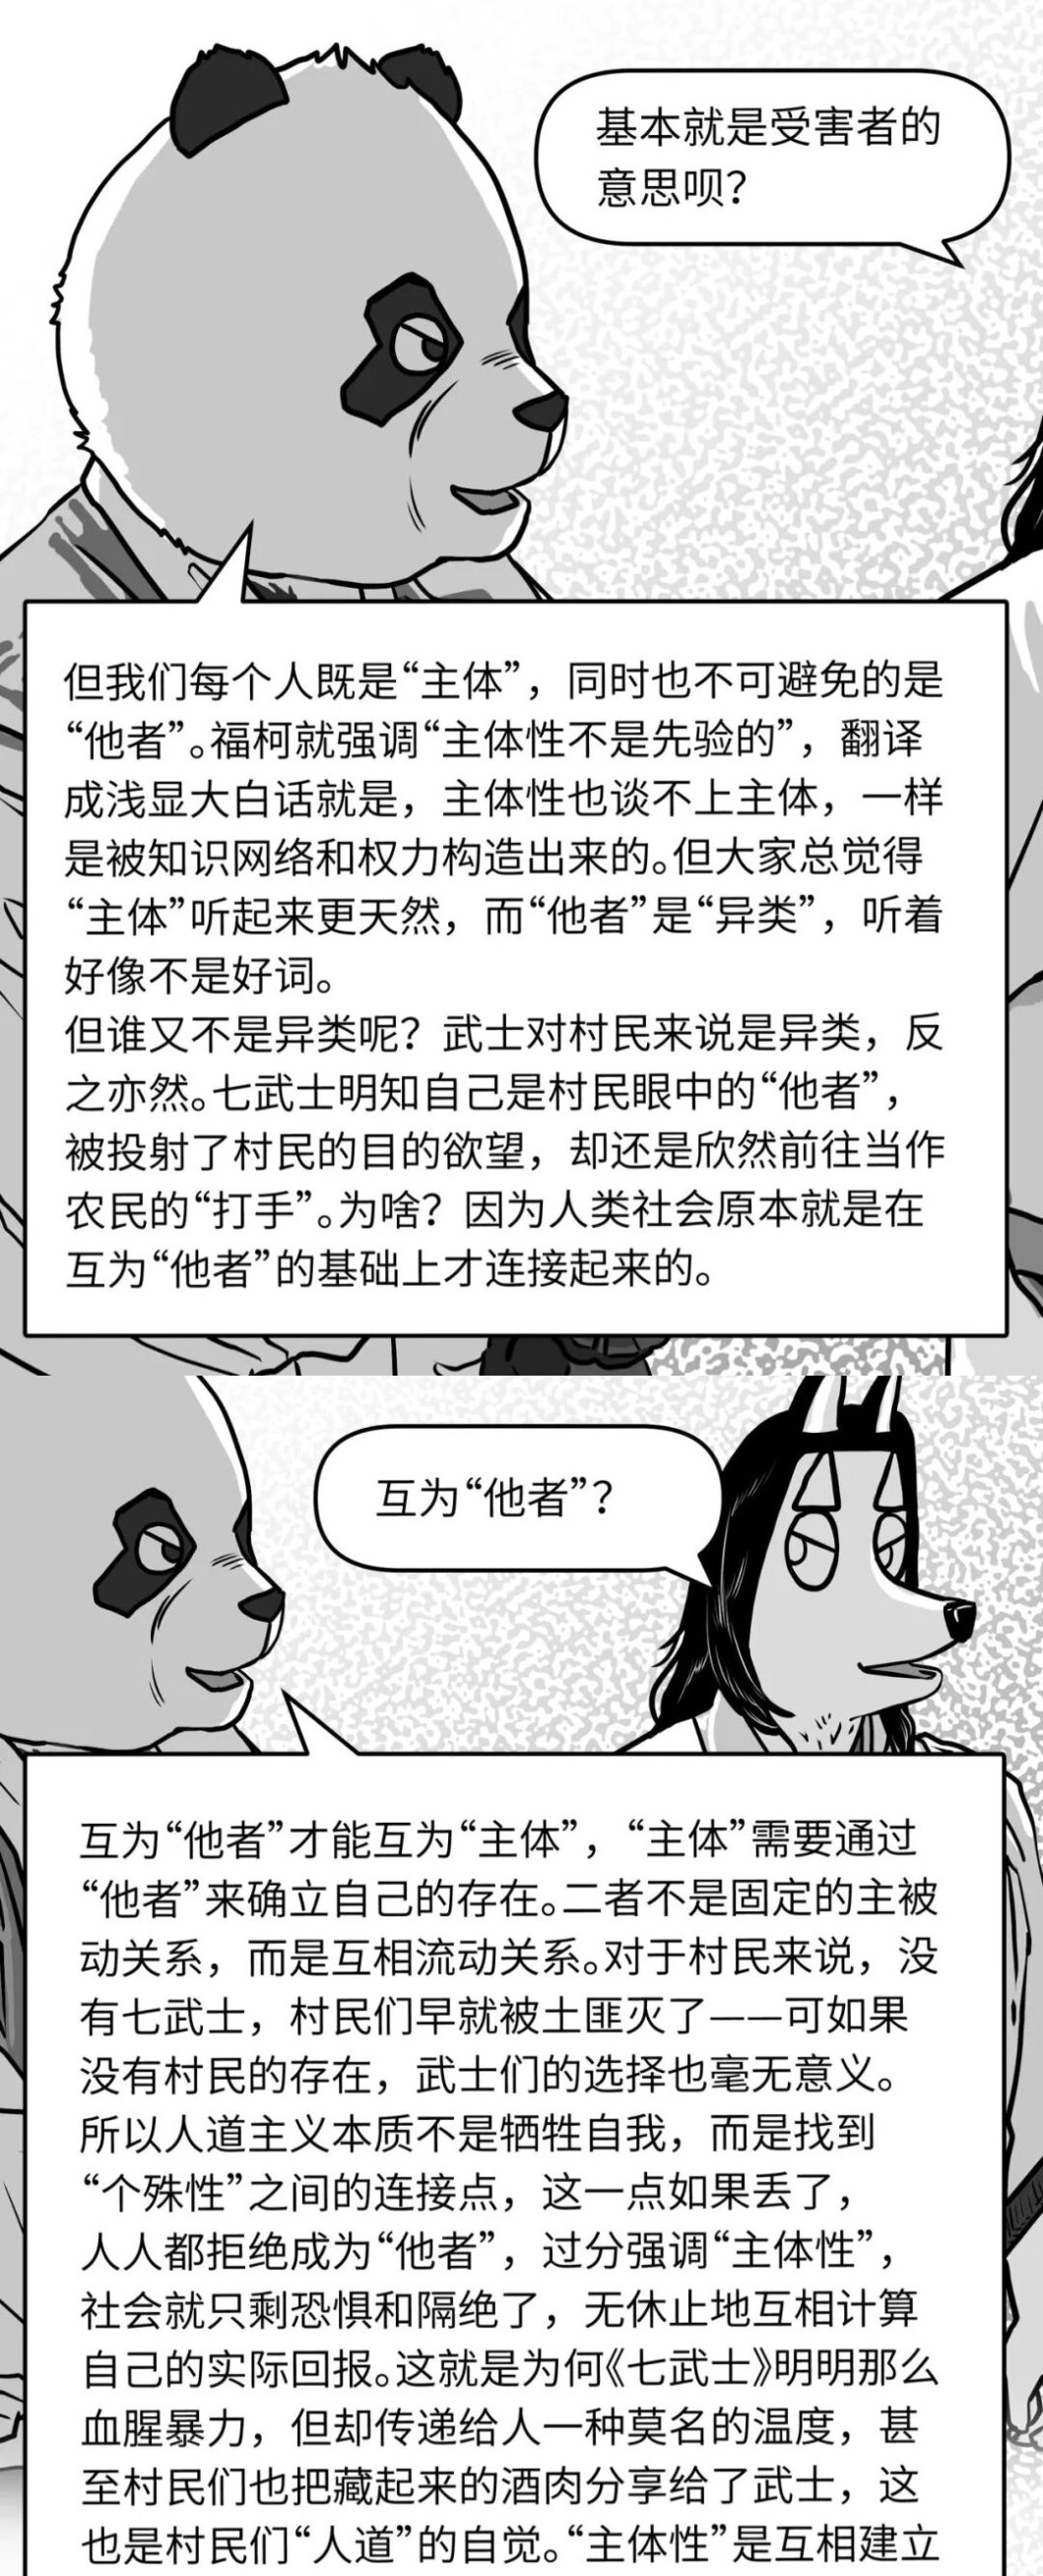 基本就是受害者的
意思呗？
但我们每个人既是“主体”，同时也不可避免的是
“他者”。福柯就强调“主体性不是先验的”，翻译
成浅显大白话就是，主体性也谈不上主体，一样
是被知识网络和权力构造出来的。但大家总觉得
“主体”听起来更天然，而“他者”是“异类”，听着
好像不是好词。
但谁又不是异类呢？武士对村民来说是异类，反
之亦然。七武士明知自己是村民眼中的“他者”，
被投射了村民的目的欲望，却还是欣然前往当作
农民的“打手”。为啥？因为人类社会原本就是在
互为“他者”的基础上才连接起来的。
互为“他者”？
互为“他者”才能互为“主体”，“主体”需要通过
“他者”来确立自己的存在。二者不是固定的主被
动关系，而是互相流动关系。对于村民来说，没
有七武士，村民们早就被土匪灭了——可如果
没有村民的存在，武士们的选择也毫无意义。
所以人道主义本质不是牺牲自我，而是找到
“个殊性”之间的连接点，这一点如果丢了，
人人都拒绝成为“他者”，过分强调“主体性”，
社会就只剩恐惧和隔绝了，无休止地互相计算
自己的实际回报。这就是为何《七武士》明明那么
血腥暴力，但却传递给人一种莫名的温度，甚
至村民们也把藏起来的酒肉分享给了武士，这
也是村民们“人道”的自觉。“主体性”是互相建立